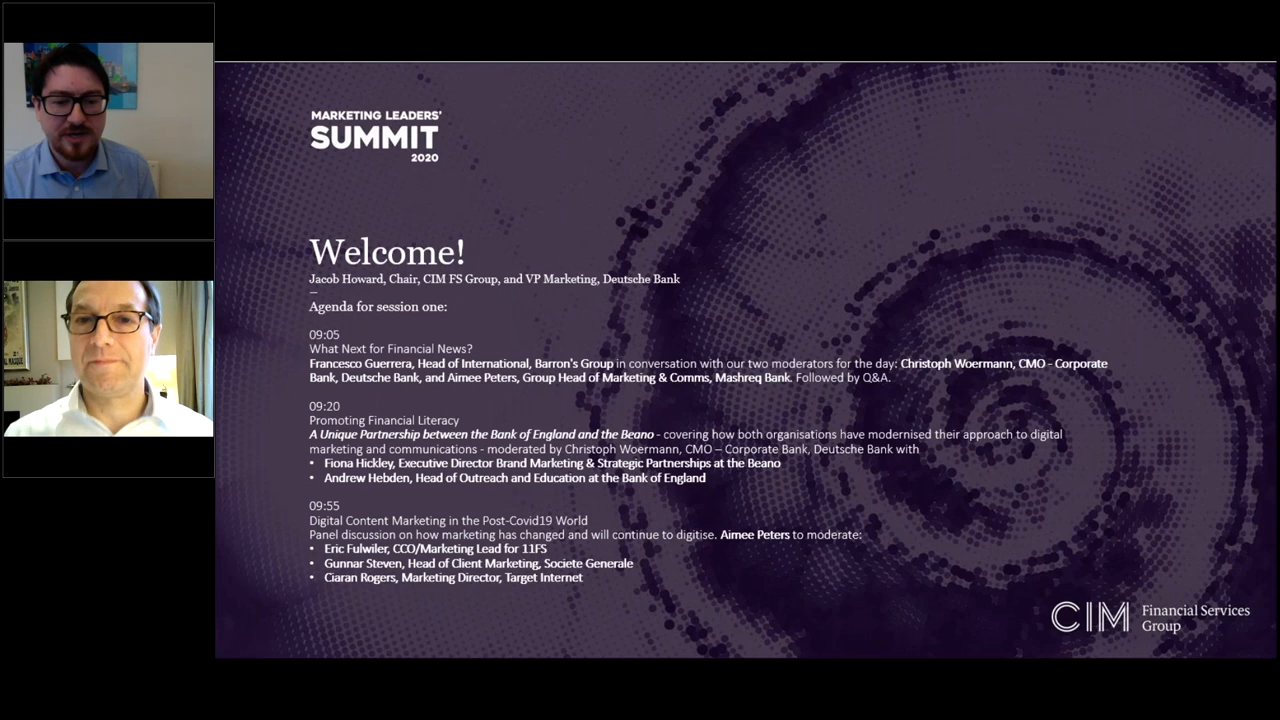 MARKETING LEADERS'
SUMMIT
2020
Welcome!
Jacob Howard, Chair, CIM FS Group, and VP Marketing, Deutsche Bank
—
Agenda for session one:
09:05
What Next for Financial News?
Francesco Guerrera, Head of International, Barron's Group in conversation with our two moderators for the day: Christoph Woermann, CMO - Corporate
Bank, Deutsche Bank, and Aimee Peters, Group Head of Marketing & Comms, Mashreq Bank. Followed by Q&A.
09:20
Promoting Financial Literacy
A Unique Partnership between the Bank of England and the Beano - covering how both organisations have modernised their approach to digital
marketing and communications - moderated by Christoph Woermann, CMO – Corporate Bank, Deutsche Bank with
• Fiona Hickley, Executive Director Brand Marketing & Strategic Partnerships at the Beano
• Andrew Hebden, Head of Outreach and Education at the Bank of England
09:55
Digital Content Marketing in the Post-Covid19 World
Panel discussion on how marketing has changed and will continue to digitise. Aimee Peters to moderate:
• Eric Fulwiler, CCO/Marketing Lead for 11FS
• Gunnar Steven, Head of Client Marketing, Societe Generale
• Ciaran Rogers, Marketing Director, Target Internet
CIM Financial Services
Group